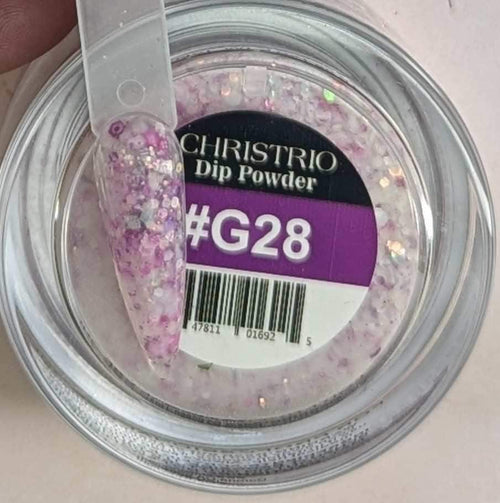 CHRISTRIO
Dip Powder
#G28
47811 01692 5